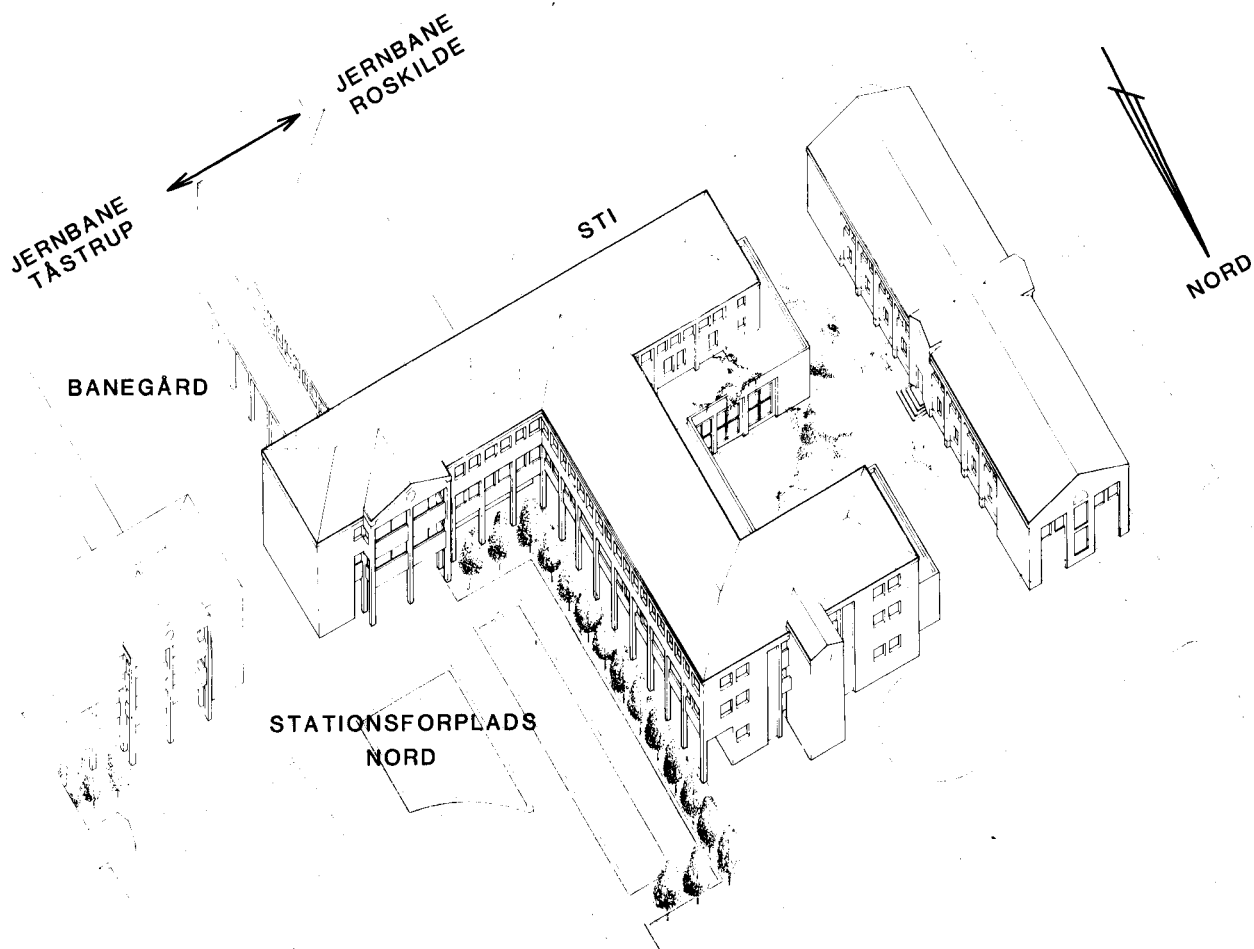 JERNBANE
ROSKILDE
JERNBANE
TÅSTRUP
STI
NORD
BANEGÅRD
STATIONSFORPLADS
NORD